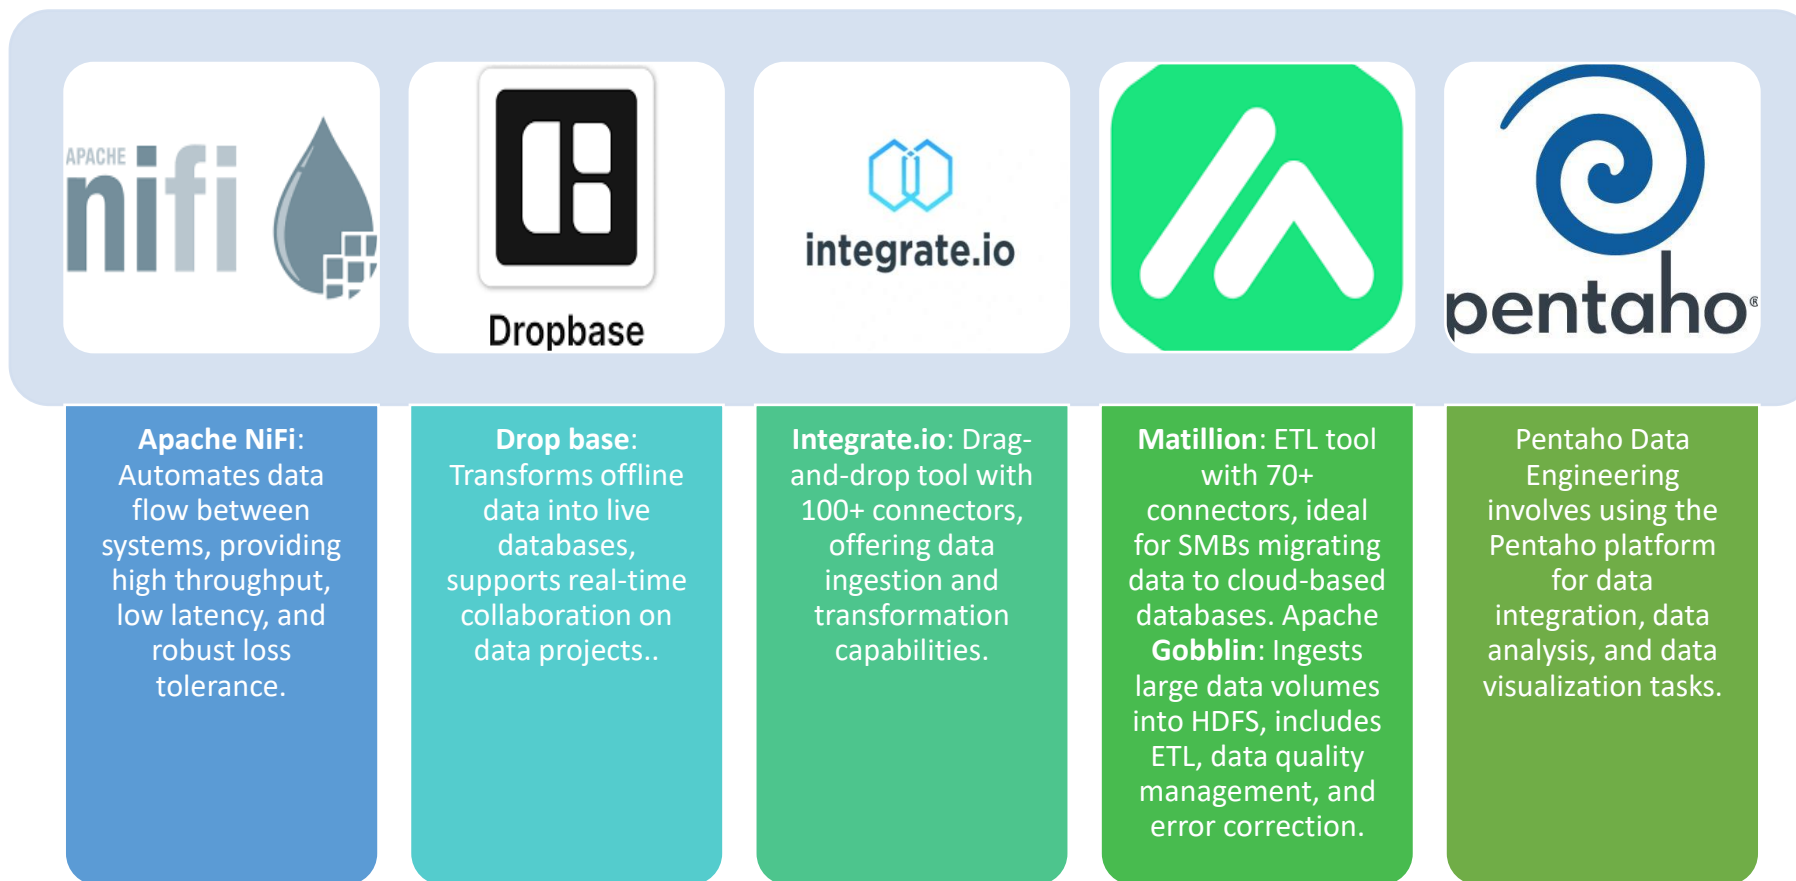 APACHE
nifi
Dropbase
integrate.io
pentaho®
Apache NiFi:
Automates data
flow between
systems, providing
high throughput,
low latency, and
robust loss
tolerance.
Drop base:
Transforms offline
data into live
databases,
supports real-time
collaboration on
data projects..
Integrate.io: Drag-
and-drop tool with
100+ connectors,
offering data
ingestion and
transformation
capabilities.
Matillion: ETL tool
with 70+
connectors, ideal
for SMBs migrating
data to cloud-based
databases. Apache
Gobblin: Ingests
large data volumes
into HDFS, includes
ETL, data quality
management, and
error correction.
Pentaho Data
Engineering
involves using the
Pentaho platform
for data
integration, data
analysis, and data
visualization tasks.